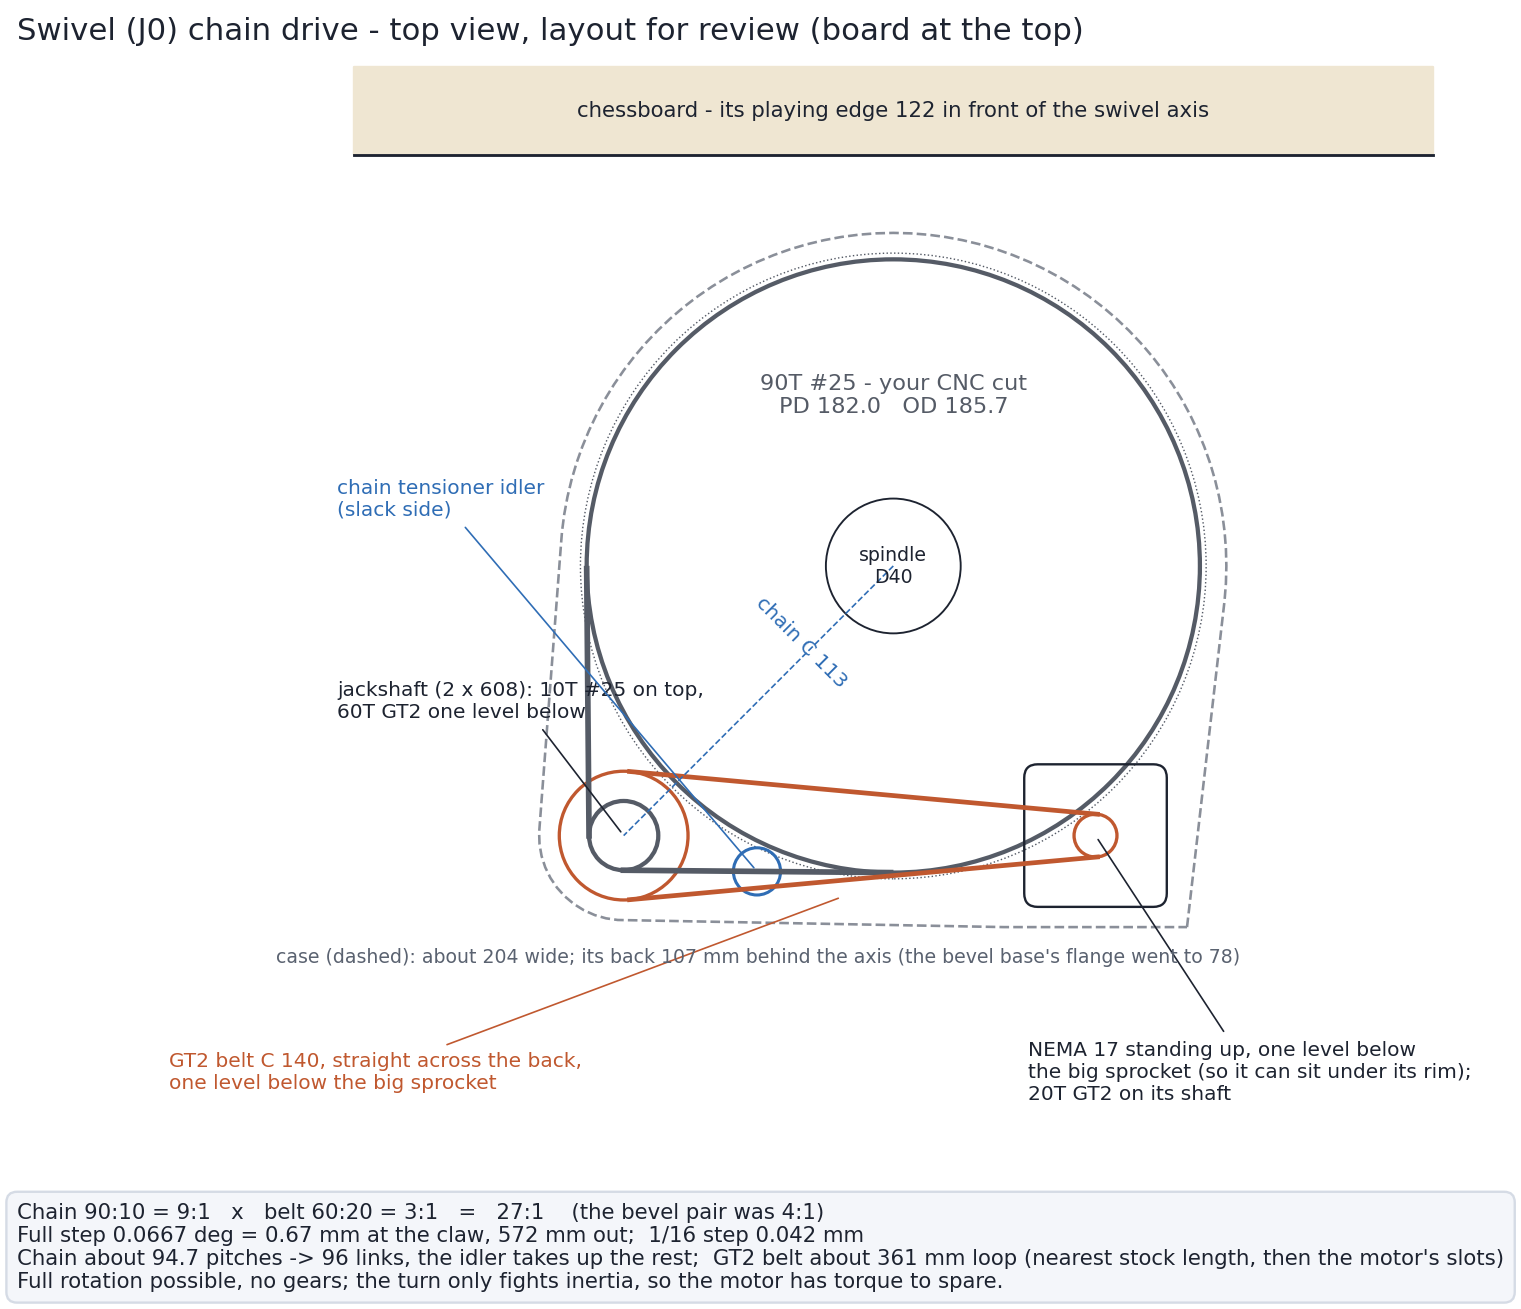 Swivel (J0) chain drive - top view, layout for review (board at the top)
chessboard - its playing edge 122 in front of the swivel axis
90T #25 - your CNC cut
PD 182.0   OD 185.7
chain tensioner idler
(slack side)
spindle
D40
chain C 113
jackshaft (2 x 608): 10T #25 on top,
60T GT2 one level below
case (dashed): about 204 wide; its back 107 mm behind the axis (the bevel base's flange went to 78)
GT2 belt C 140, straight across the back,
one level below the big sprocket
NEMA 17 standing up, one level below
the big sprocket (so it can sit under its rim);
20T GT2 on its shaft
Chain 90:10 = 9:1   x   belt 60:20 = 3:1   =   27:1    (the bevel pair was 4:1)
Full step 0.0667 deg = 0.67 mm at the claw, 572 mm out;  1/16 step 0.042 mm
Chain about 94.7 pitches -> 96 links, the idler takes up the rest;  GT2 belt about 361 mm loop (nearest stock length, then the motor's slots)
Full rotation possible, no gears; the turn only fights inertia, so the motor has torque to spare.